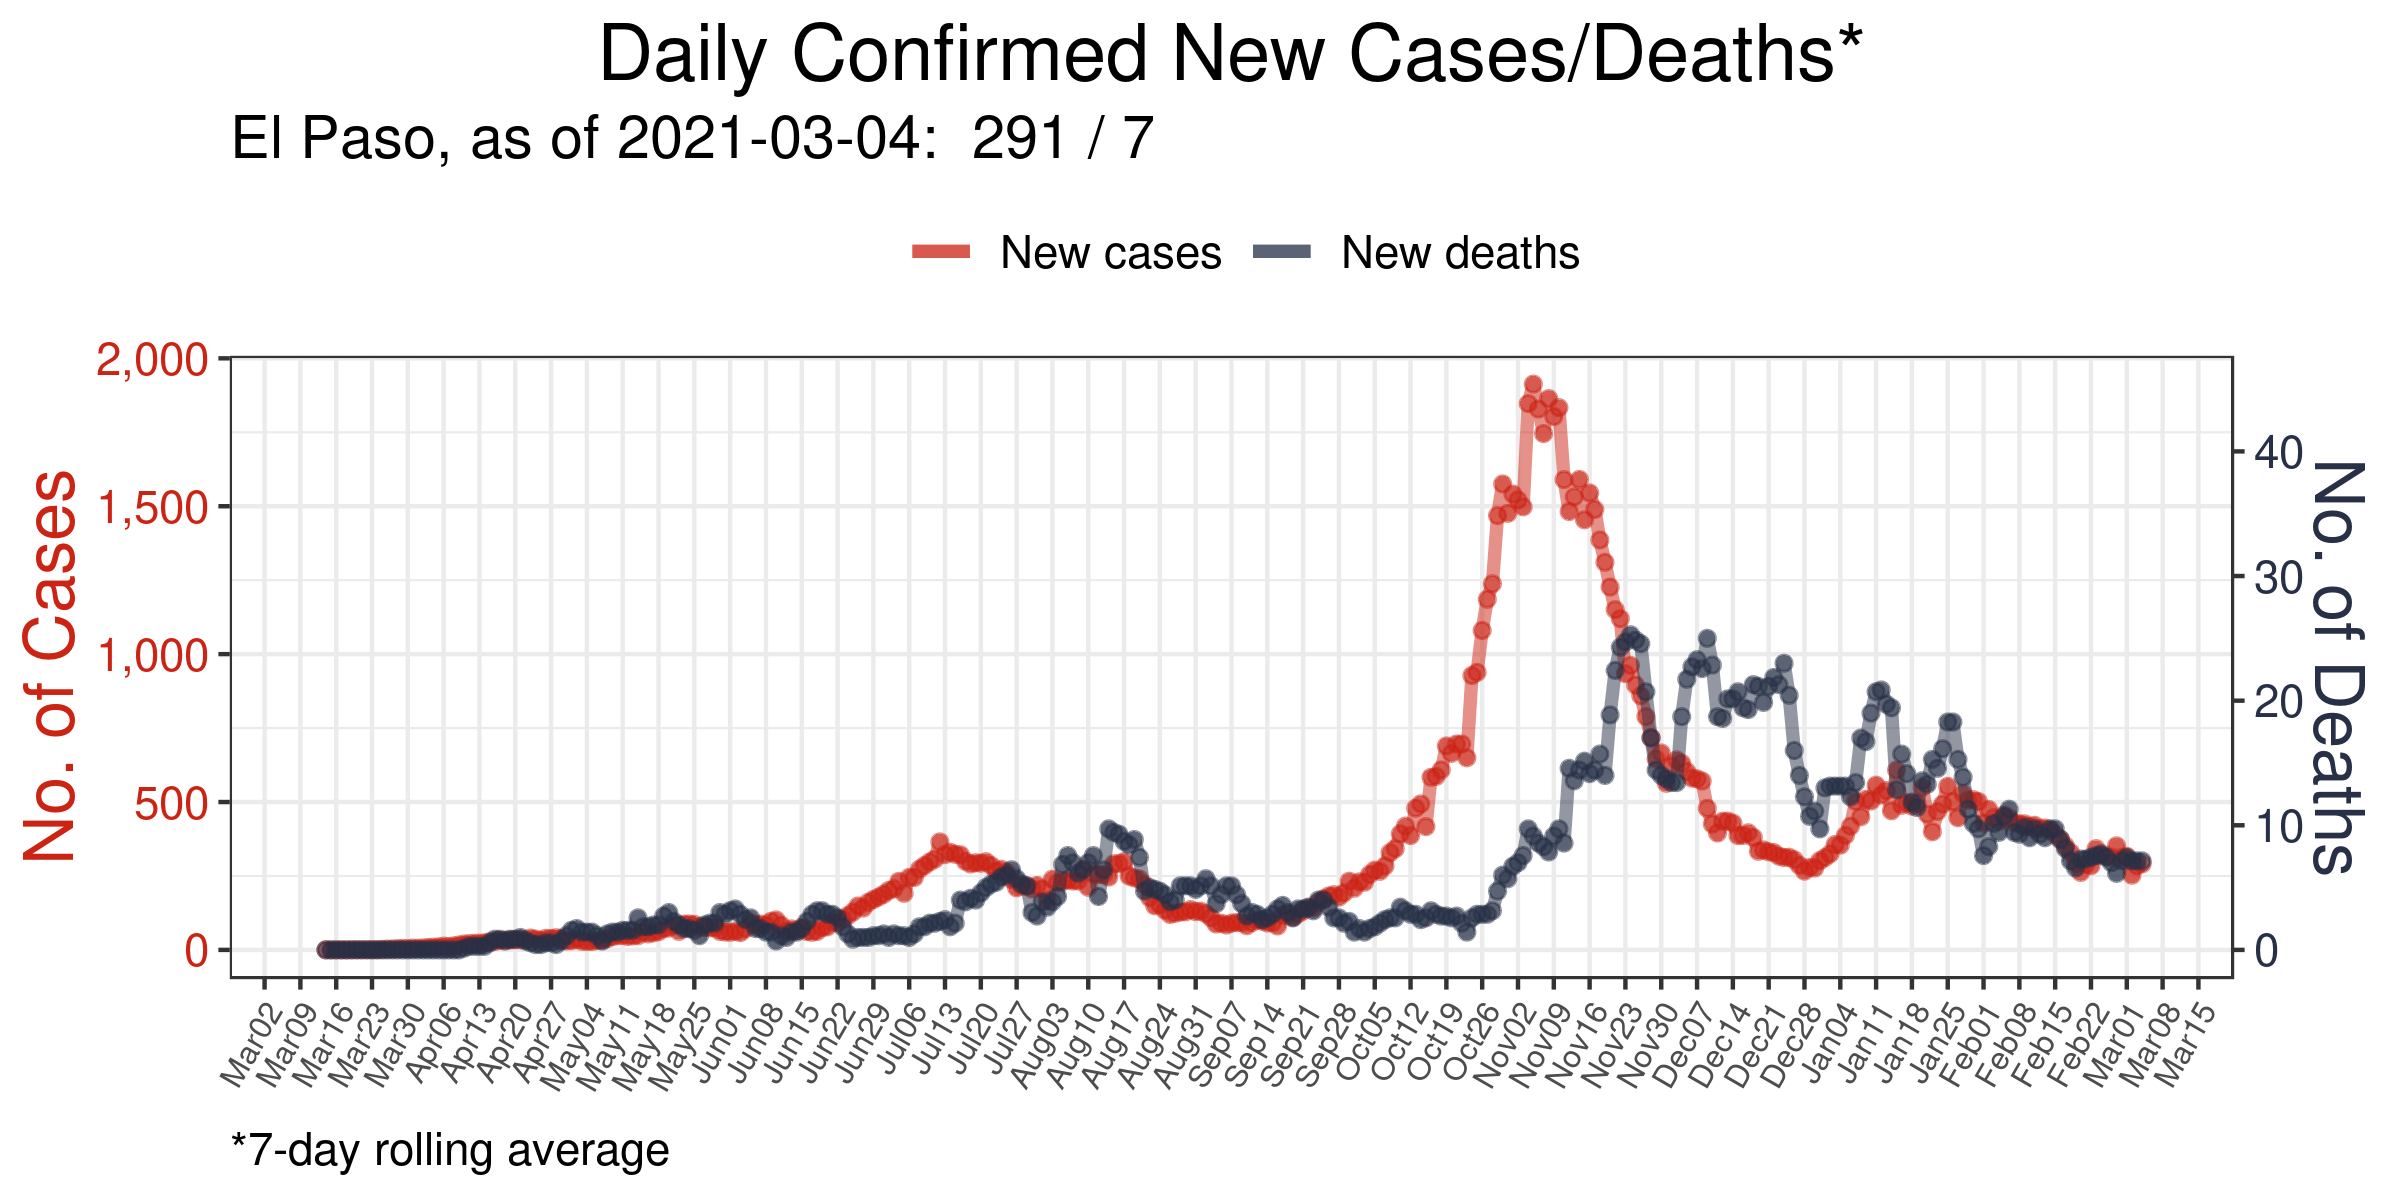 Daily Confirmed New Cases/Deaths*
El Paso, as of 2021-03-04:  291 / 7
New cases New deaths
No. of Cases
2,000
1,500
1,000
500
0
No. of Deaths
40
30
20
10
0
Mar02 Mar09 Mar16 Mar23 Mar30 Apr06 Apr13 Apr20 Apr27 May04 May11 May18 May25 Jun01 Jun08 Jun15 Jun22 Jun29 Jul06 Jul13 Jul20 Jul27 Aug03 Aug10 Aug17 Aug24 Aug31 Sep07 Sep14 Sep21 Sep28 Oct05 Oct12 Oct19 Oct26 Nov02 Nov09 Nov16 Nov23 Nov30 Dec07 Dec14 Dec21 Dec28 Jan04 Jan11 Jan18 Jan25 Feb01 Feb08 Feb15 Feb22 Mar01 Mar08 Mar15
*7-day rolling average